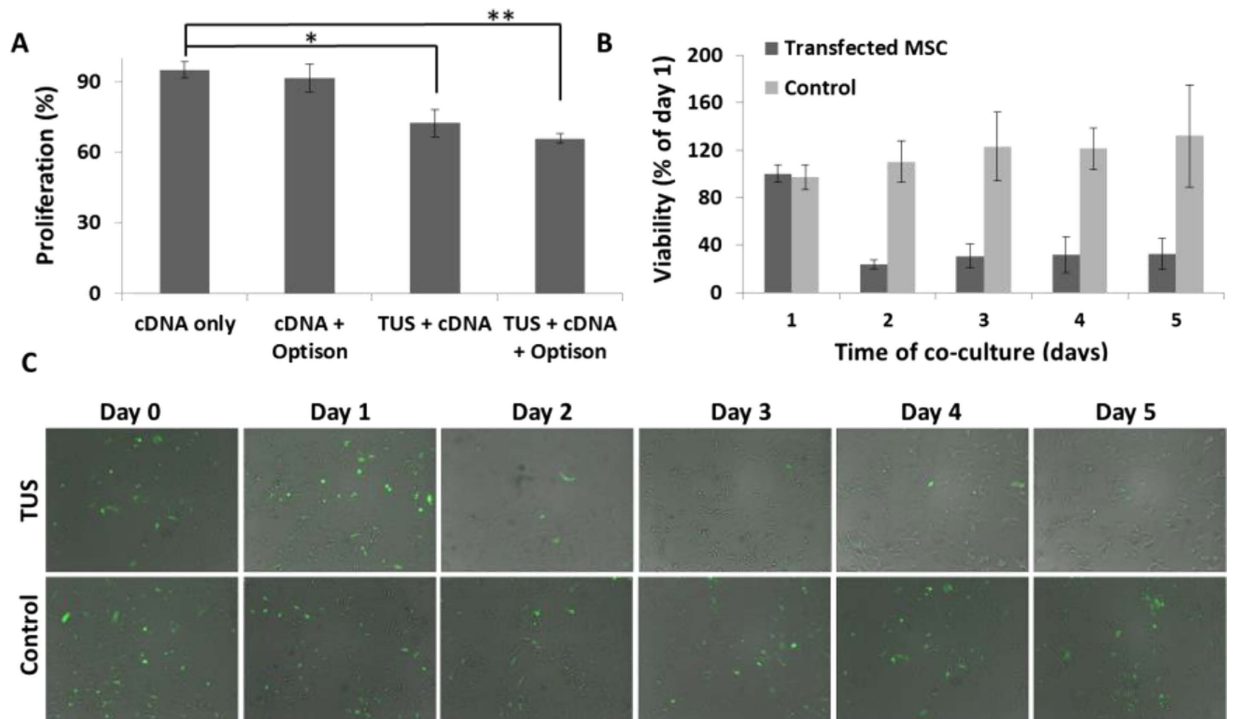 A
**
*
Proliferation (%)
90
60
30
0
cDNA only
cDNA +
Optison
TUS + cDNA
TUS + cDNA
+ Optison
B
Transfected MSC
Control
Viability (% of day 1)
200
160
120
80
40
0
1
2
3
4
5
Time of co-culture (days)
C
Day 0
Day 1
Day 2
Day 3
Day 4
Day 5
TUS
Control